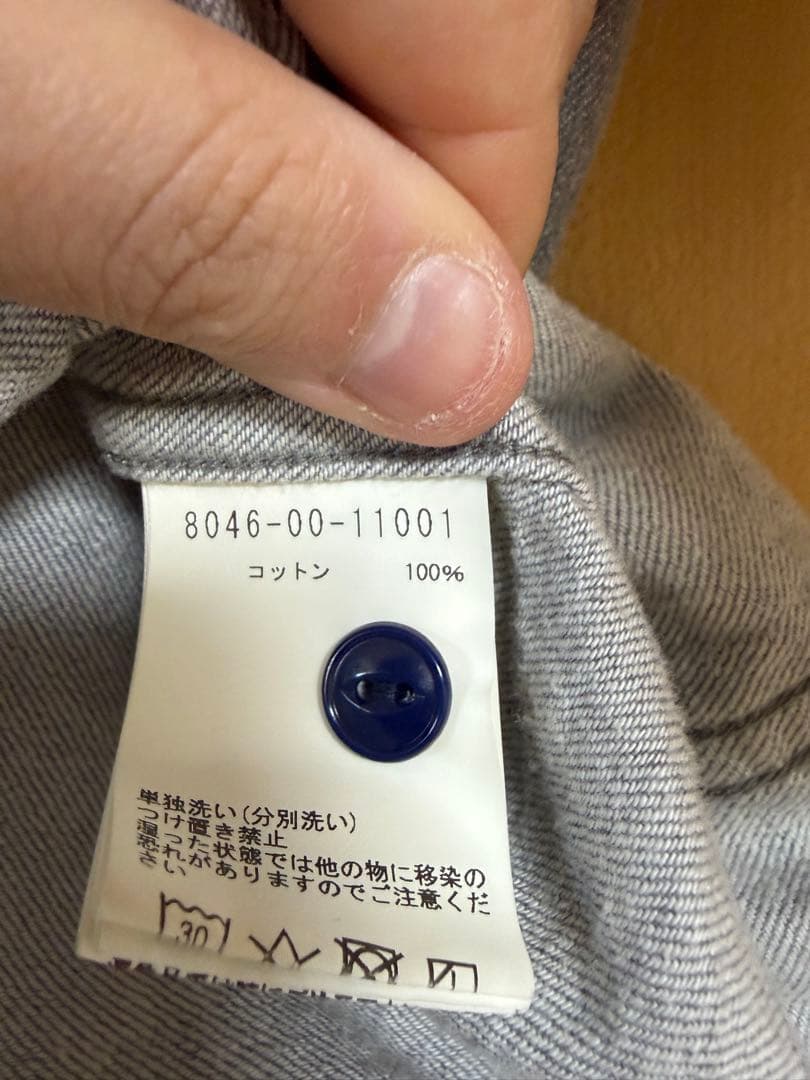 8046-00-11001
コットン 100%
単独洗い(分別洗い)
つけ置き禁止
湿った状態では他の物に移染の
恐れがありますのでご注意くだ
さい
30